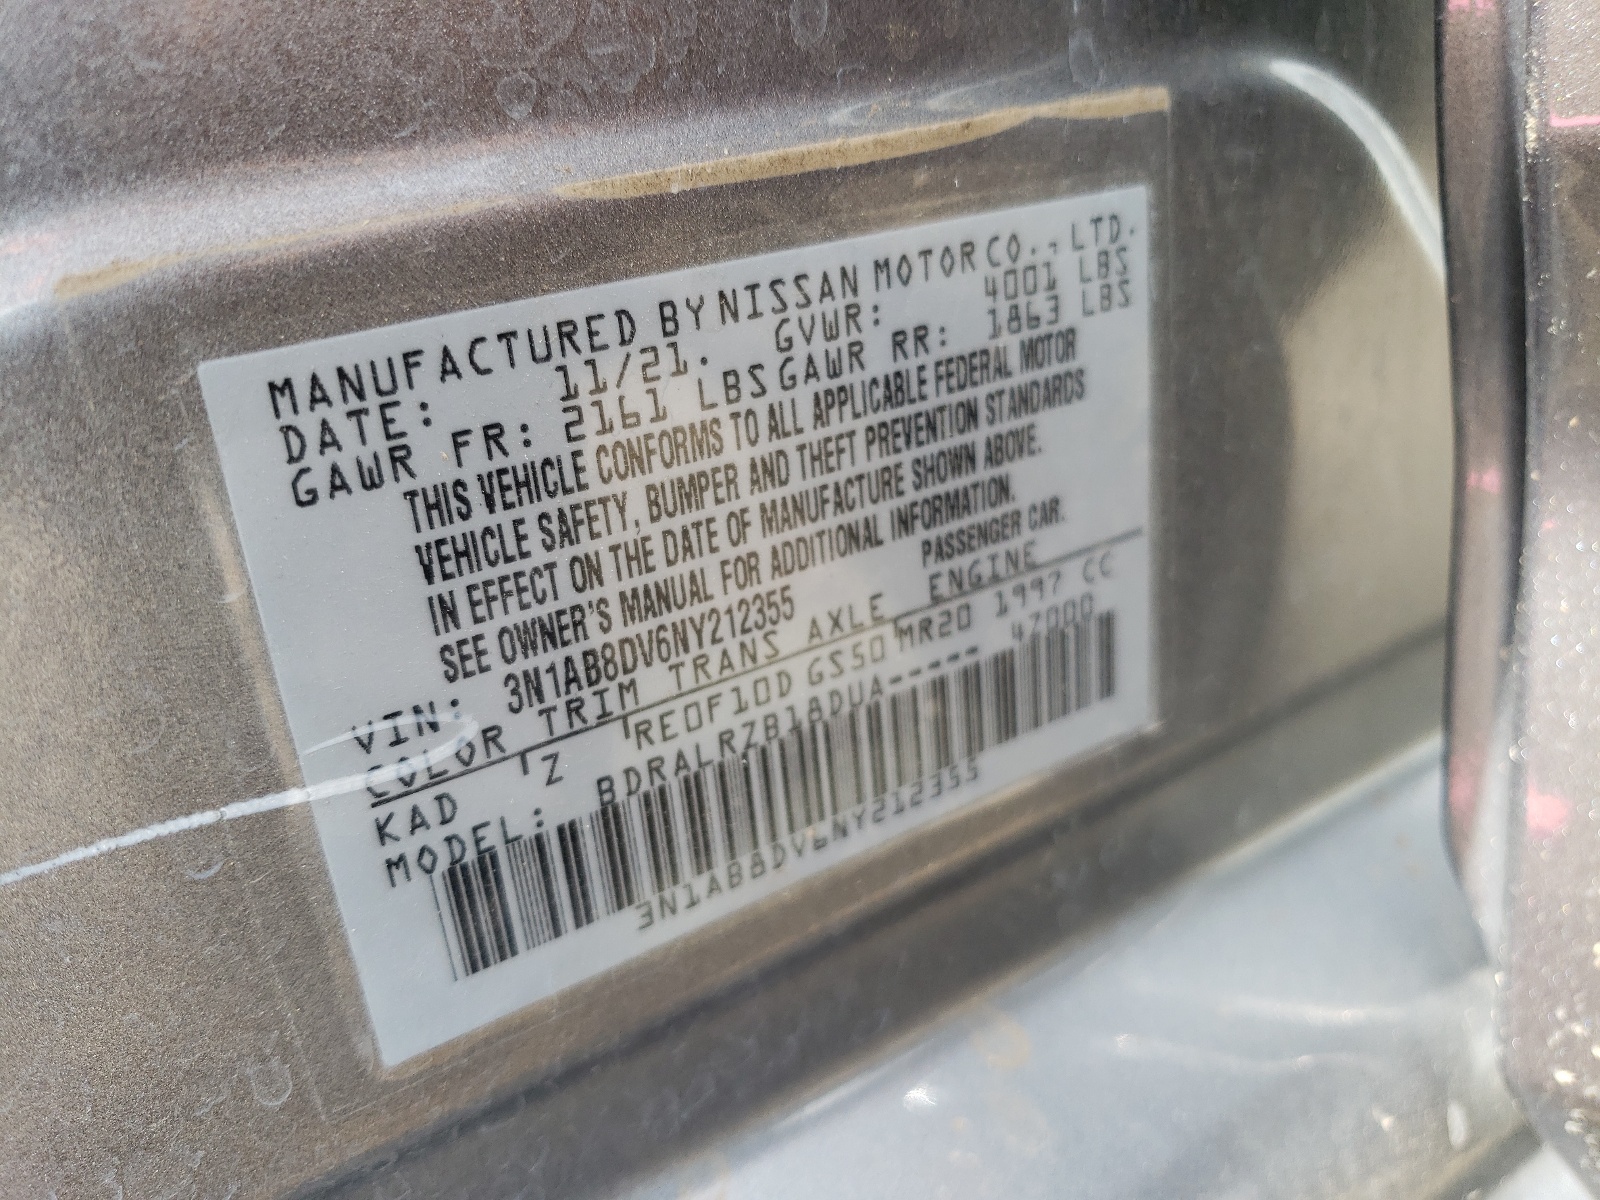 MANUFACTURED BY NISSAN MOTOR CO., LTD.
DATE: 11/21. GVWR: 4001 LBS
GAWR FR: 2161 LBS GAWR RR: 1863 LBS
THIS VEHICLE CONFORMS TO ALL APPLICABLE FEDERAL MOTOR
VEHICLE SAFETY, BUMPER AND THEFT PREVENTION STANDARDS
IN EFFECT ON THE DATE OF MANUFACTURE SHOWN ABOVE.
SEE OWNER'S MANUAL FOR ADDITIONAL INFORMATION.
VIN: 3N1AB8DV6NY212355 PASSENGER CAR.
COLOR TRIM TRANS AXLE ENGINE
KAD Z RE0F10D GS50 MR20 1997 CC
MODEL: BDRALRZB18DUA----- 47000
3N1AB8DV6NY212355